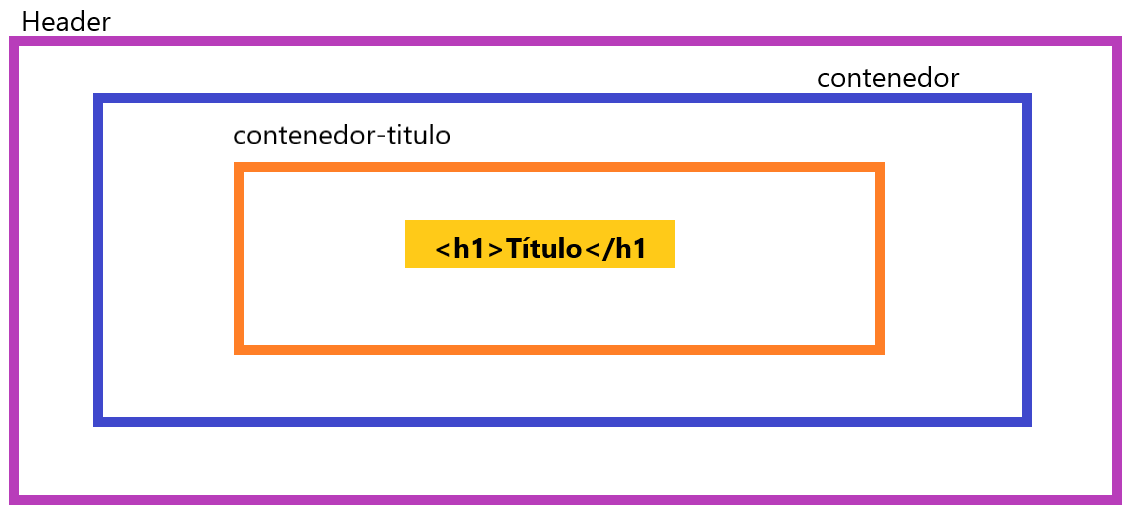 Header
contenedor
contenedor-titulo
<h1>Título</h1